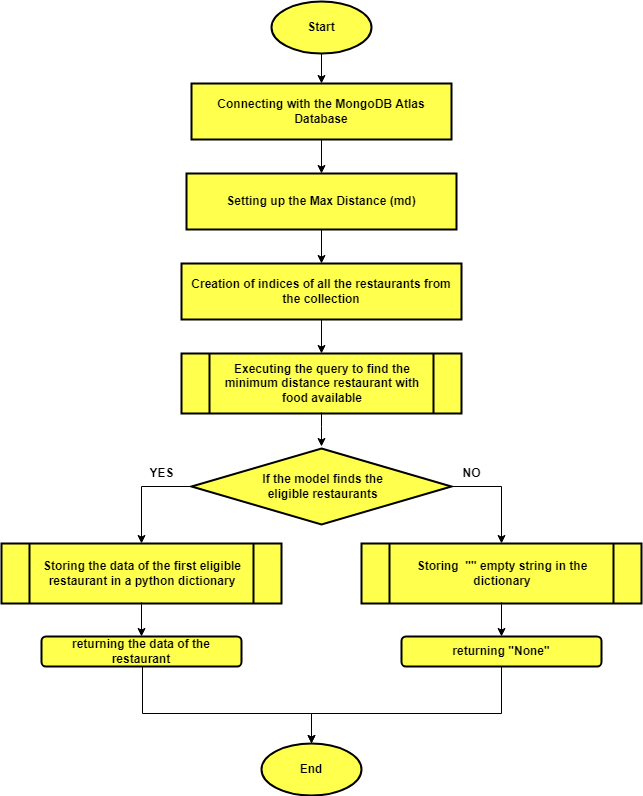 Start
Connecting with the MongoDB Atlas
Database
Setting up the Max Distance (md)
Creation of indices of all the restaurants from
the collection
Executing the query to find the
minimum distance restaurant with
food available
If the model finds the
eligible restaurants
YES
NO
Storing the data of the first eligible
restaurant in a python dictionary
Storing  "" empty string in the
dictionary
returning the data of the
restaurant
returning "None"
End